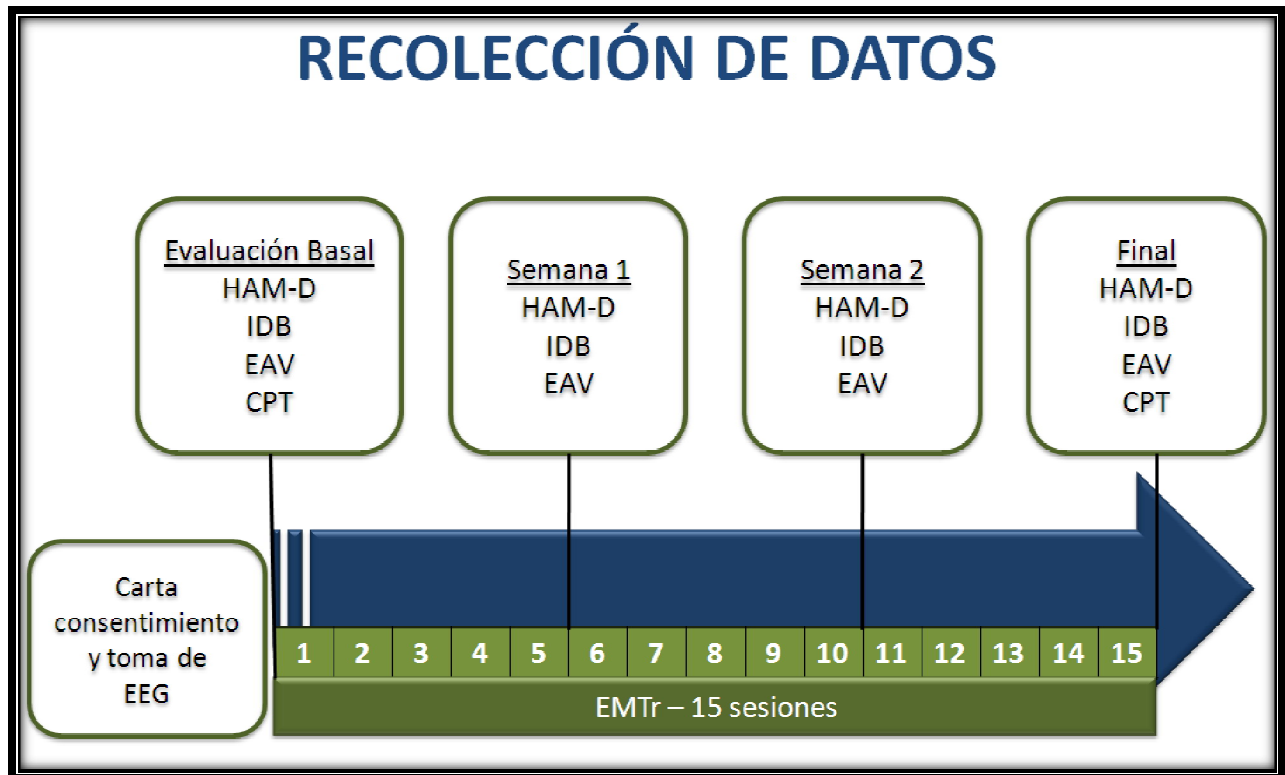 RECOLECCIÓN DE DATOS
Evaluación Basal
HAM-D
IDB
EAV
CPT
Semana 1
HAM-D
IDB
EAV
Semana 2
HAM-D
IDB
EAV
Final
HAM-D
IDB
EAV
CPT
Carta
consentimiento
y toma de
EEG
1 2 3 4 5 6 7 8 9 10 11 12 13 14 15
EMTr – 15 sesiones